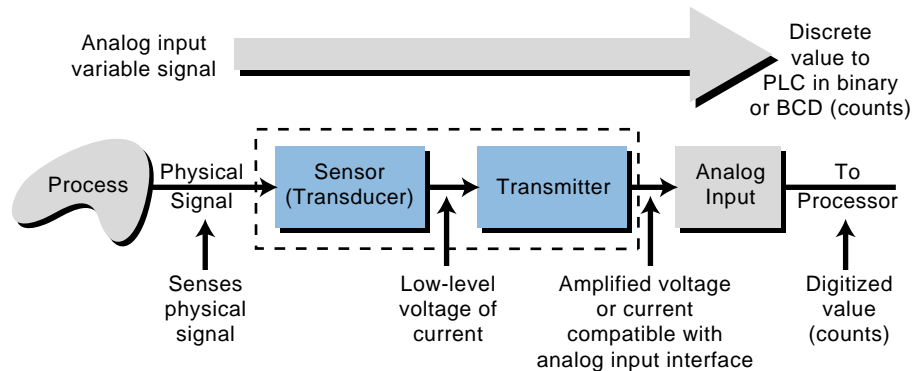 Analog input
variable signal
Discrete
value to
PLC in binary
or BCD (counts)
Process
Physical
Signal
Sensor
(Transducer)
Transmitter
Analog
Input
To
Processor
Senses
physical
signal
Low-level
voltage of
current
Amplified voltage
or current
compatible with
analog input interface
Digitized
value
(counts)